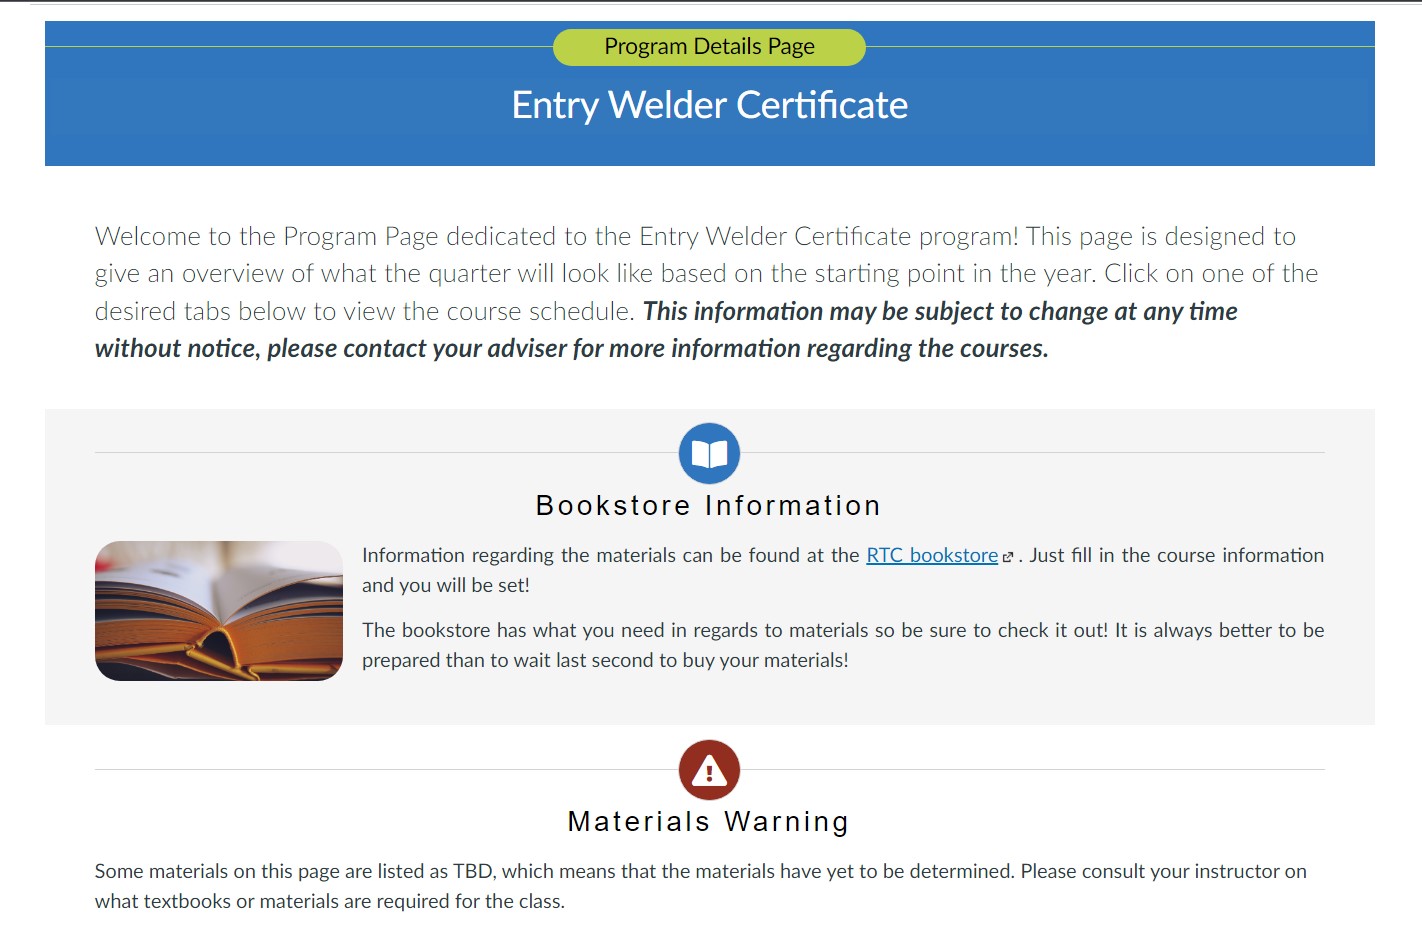 Program Details Page
Entry Welder Certificate
Welcome to the Program Page dedicated to the Entry Welder Certificate program! This page is designed to
give an overview of what the quarter will look like based on the starting point in the year. Click on one of the
desired tabs below to view the course schedule. This information may be subject to change at any time
without notice, please contact your adviser for more information regarding the courses.
Bookstore Information
Information regarding the materials can be found at the RTC bookstore . Just fill in the course information
and you will be set!
The bookstore has what you need in regards to materials so be sure to check it out! It is always better to be
prepared than to wait last second to buy your materials!
Materials Warning
Some materials on this page are listed as TBD, which means that the materials have yet to be determined. Please consult your instructor on
what textbooks or materials are required for the class.